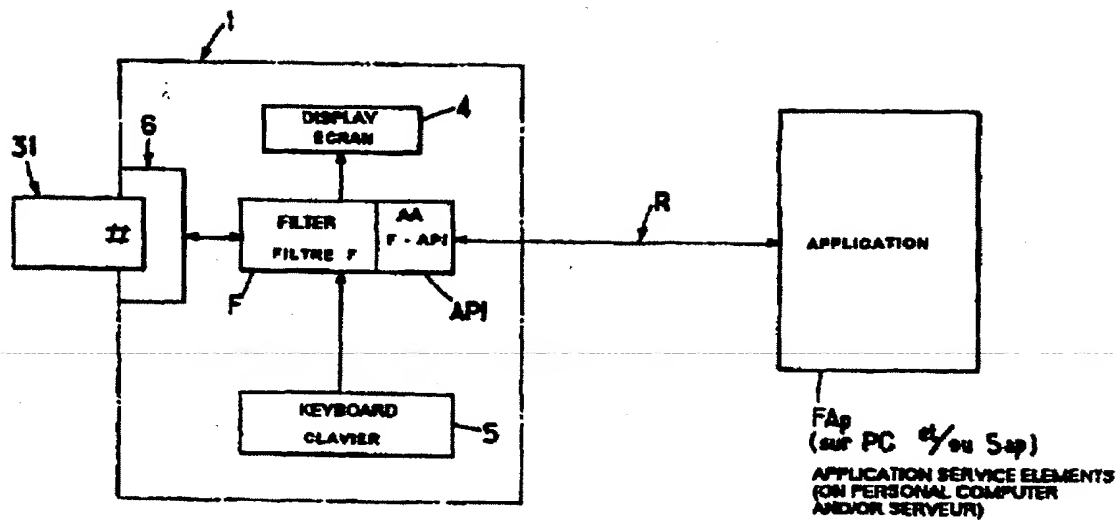 1
4
DISPLAY
ECRAN
6
31
FILTER
FILTRE F
AA
F - API
R
APPLICATION
F
API
KEYBOARD
CLAVIER
5
FAp
(sur PC et/ou Sap)
APPLICATION SERVICE ELEMENTS
(ON PERSONAL COMPUTER
AND/OR SERVEUR)